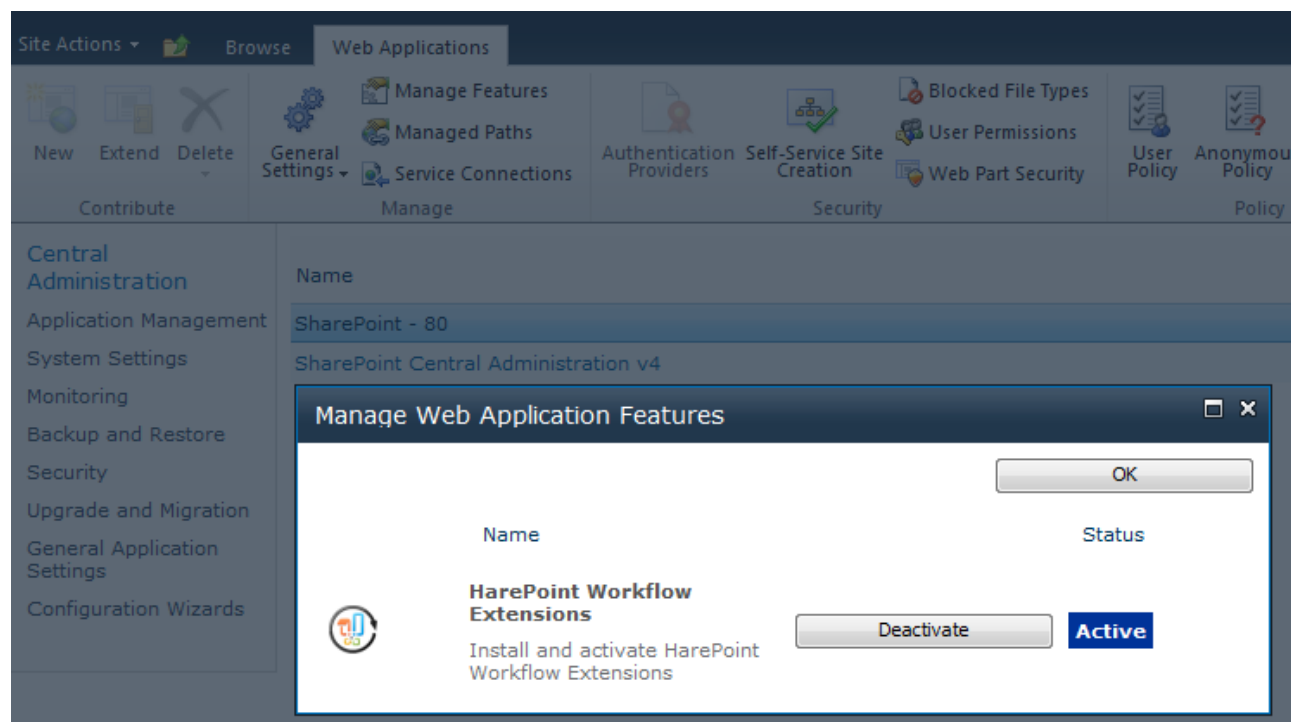 Site Actions Browse Web Applications
New Extend Delete
General Settings
Manage Features
Managed Paths
Service Connections
Authentication Providers
Self-Service Site Creation
Blocked File Types
User Permissions
Web Part Security
User Policy
Anonymou
Policy
Contribute Manage Security Policy
Central
Administration
Application Management
System Settings
Monitoring
Backup and Restore
Security
Upgrade and Migration
General Application
Settings
Configuration Wizards
Name
SharePoint - 80
SharePoint Central Administration v4
Manage Web Application Features
OK
Name Status
HarePoint Workflow
Extensions
Install and activate HarePoint
Workflow Extensions
Deactivate Active